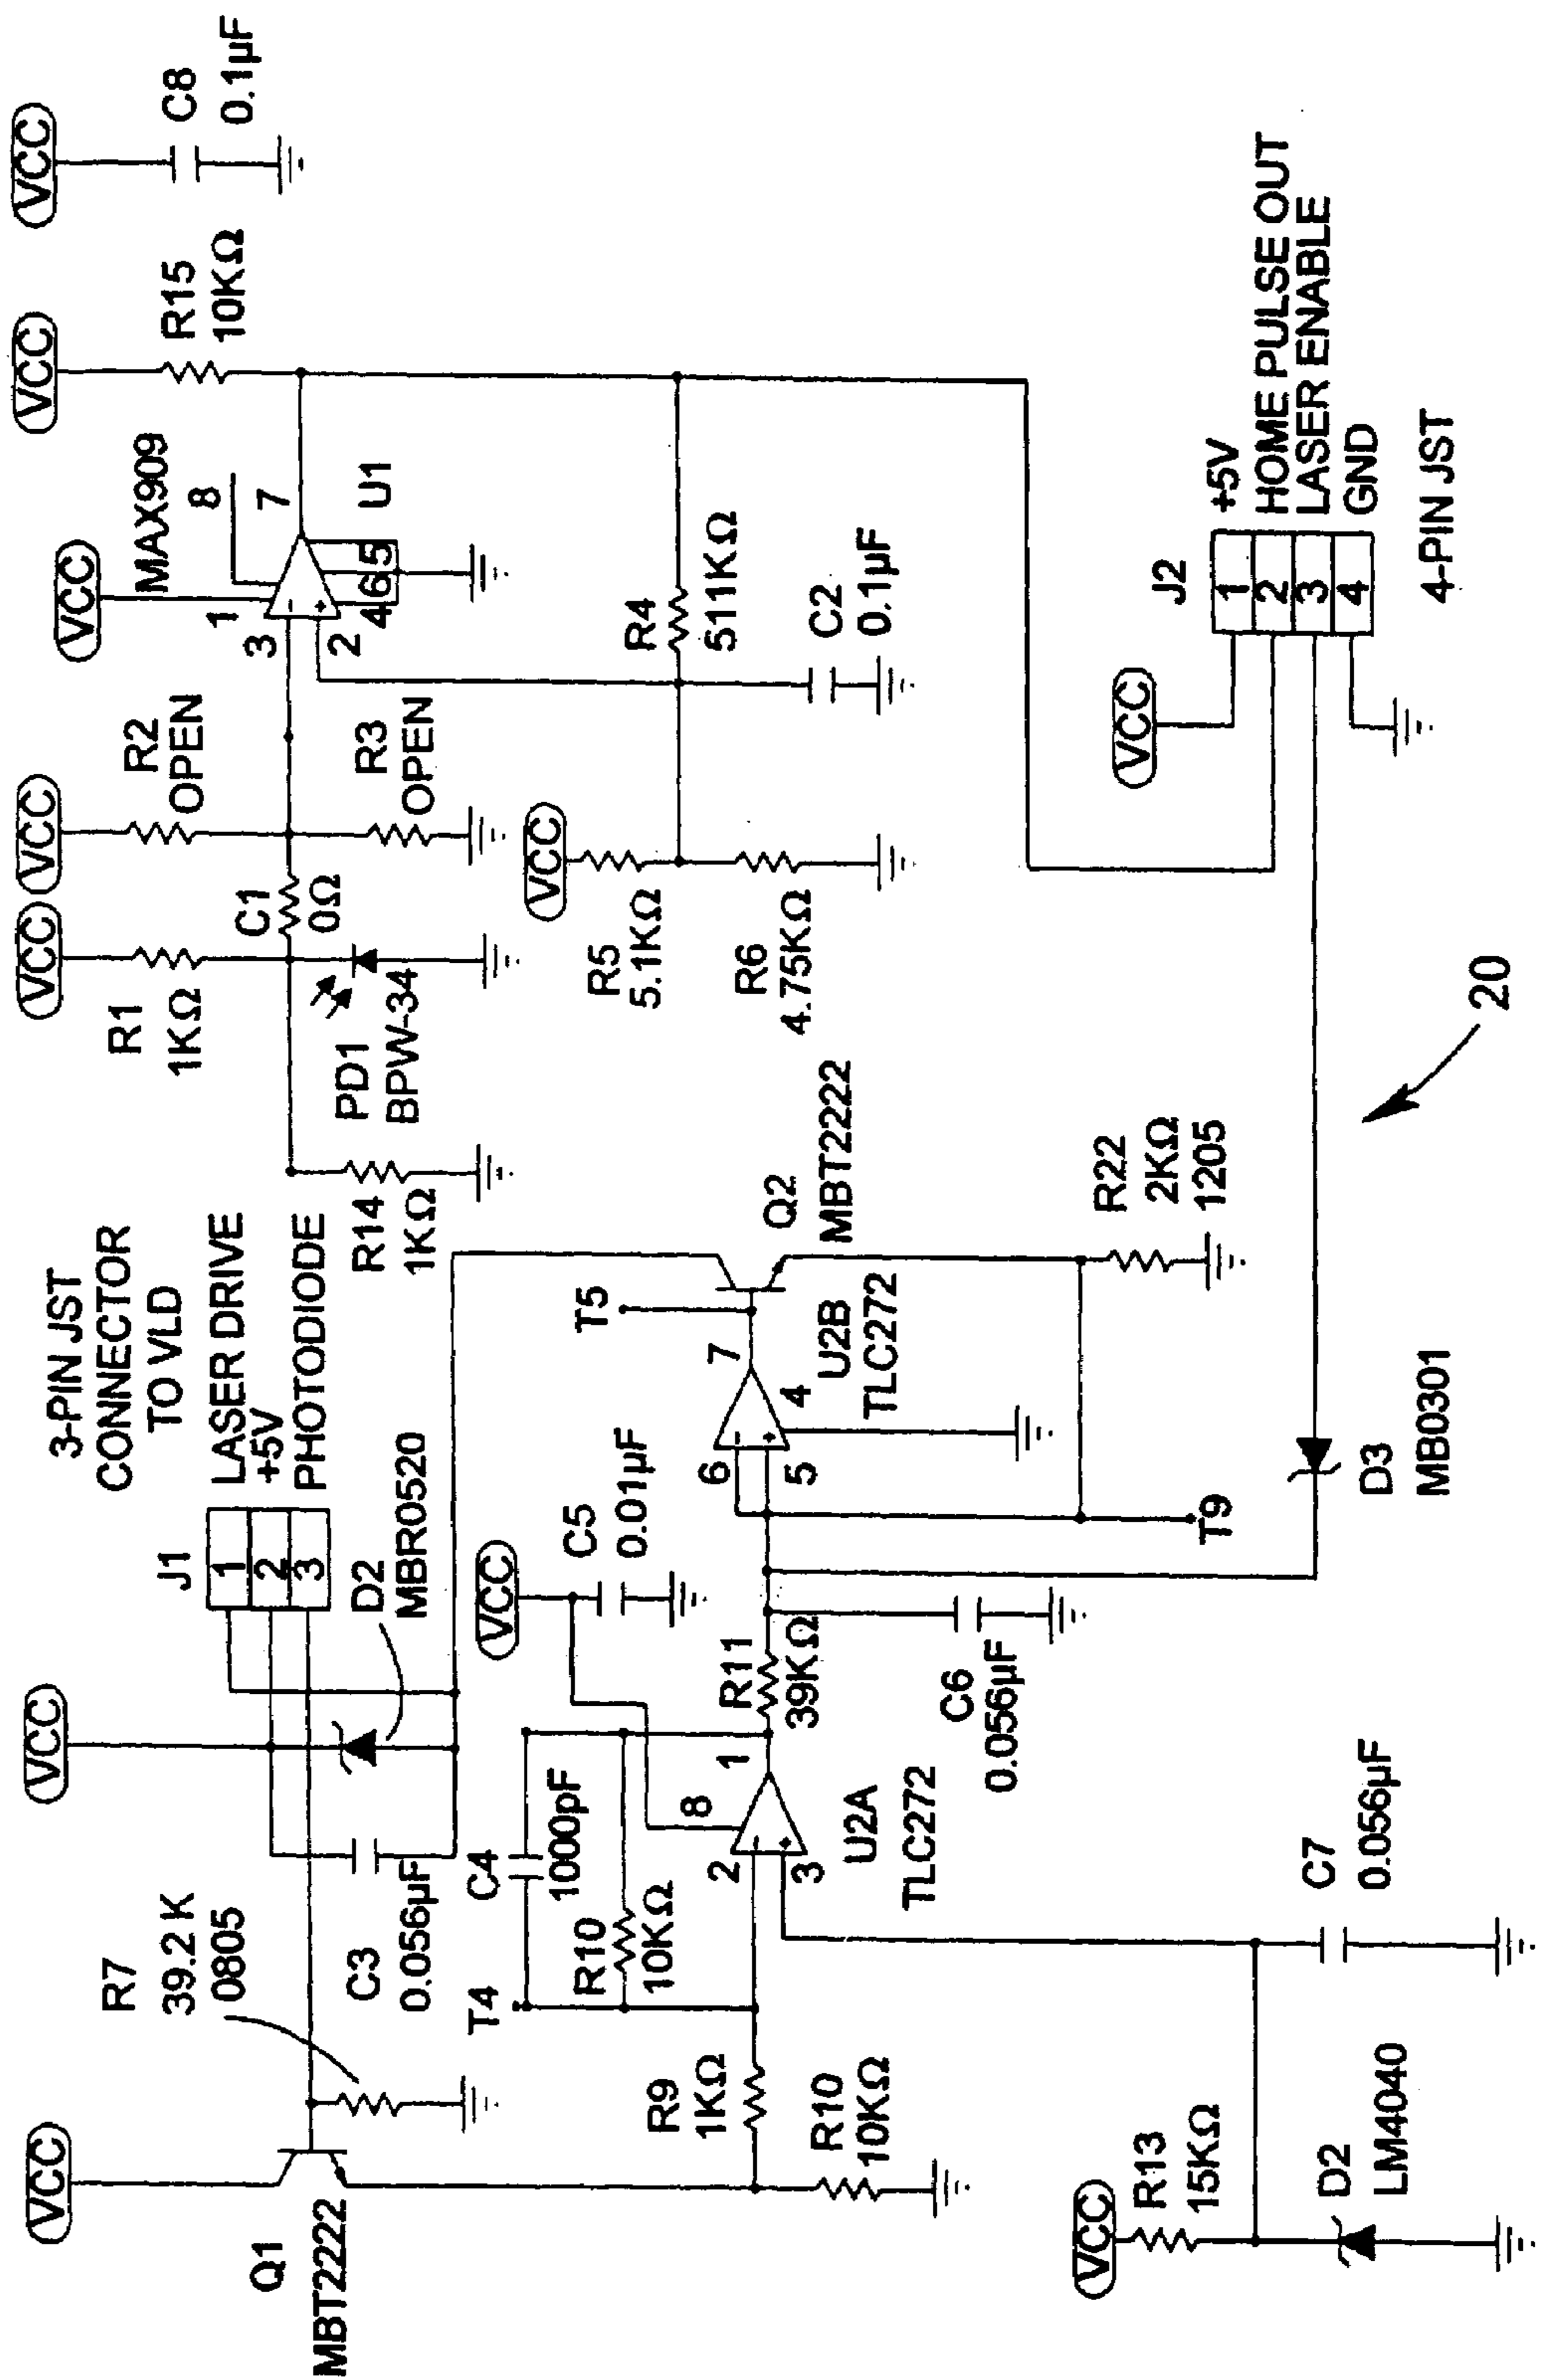 VCC
Q1
MBT2222
R7
39.2 K
0805
VCC
C3
0.056µF
D2
MBR0520
J1
1
2
3
LASER DRIVE
+5V
PHOTODIODE
3-PIN JST
CONNECTOR
TO VLD
VCC
R1
1KΩ
VCC
R2
OPEN
C1
0Ω
R3
OPEN
PD1
BPW-34
R14
1KΩ
VCC
MAX909
1
8
3
2
7
4
6
5
U1
VCC
R15
10KΩ
VCC
C8
0.1µF
T4
C4
1000pF
R10
10KΩ
R9
1KΩ
R10
10KΩ
8
2
3
1
U2A
TLC272
VCC
C5
0.01µF
R11
39KΩ
C6
0.056µF
6
5
7
4
U2B
TLC272
T5
Q2
MBT2222
T9
R22
2KΩ
1205
VCC
R5
5.1KΩ
R6
4.75KΩ
R4
511KΩ
C2
0.1µF
VCC
R13
15KΩ
D2
LM4040
C7
0.056µF
D3
MB0301
20
VCC
J2
1
2
3
4
+5V
HOME PULSE OUT
LASER ENABLE
GND
4-PIN JST